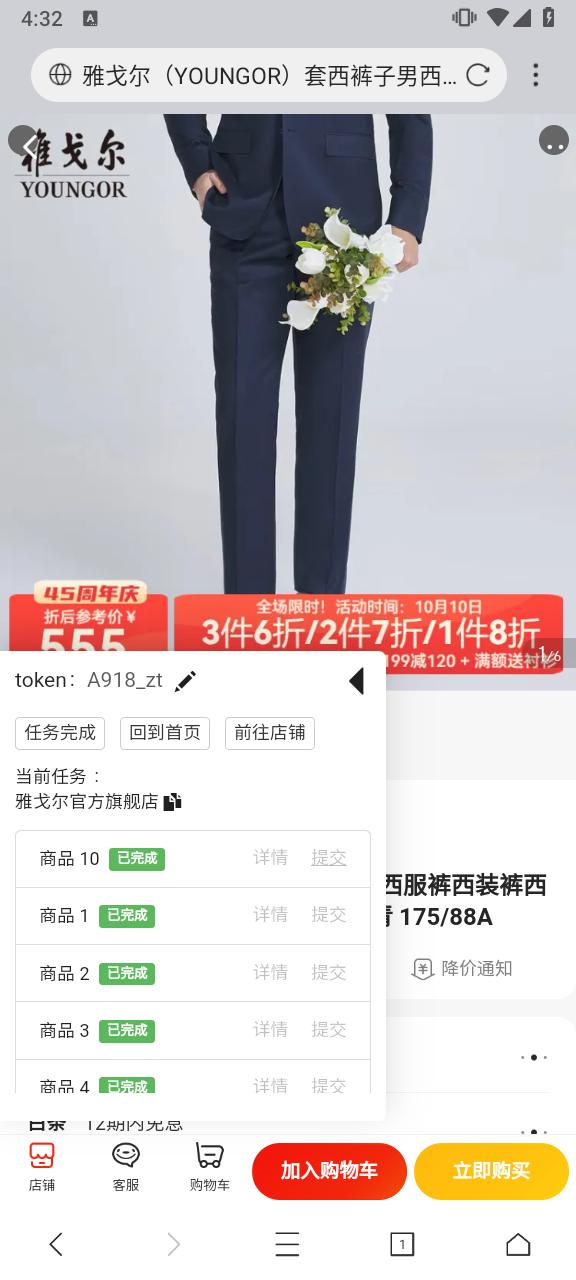 4:32
雅戈尔（YOUNGOR）套西裤子男西...
雅戈尔
YOUNGOR
45周年庆
折后参考价¥
555
全场限时！活动时间：10月10日
3件6折/2件7折/1件8折
199减120 + 满额送衬衫
1/6
token： A918_zt
任务完成 回到首页 前往店铺
当前任务：
雅戈尔官方旗舰店
商品 10 已完成 详情 提交
商品 1 已完成 详情 提交
商品 2 已完成 详情 提交
商品 3 已完成 详情 提交
商品 4 已完成 详情 提交
西服裤西装裤西
青 175/88A
降价通知
白条 12期内免息
店铺 客服 购物车 加入购物车 立即购买
1